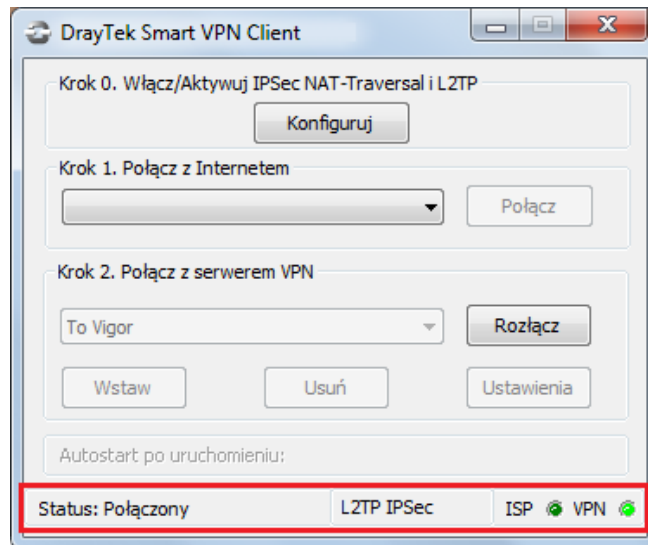 DrayTek Smart VPN Client
Krok 0. Włącz/Aktywuj IPSec NAT-Traversal i L2TP
Konfiguruj
Krok 1. Połącz z Internetem
Połącz
Krok 2. Połącz z serwerem VPN
To Vigor
Rozłącz
Wstaw Usuń Ustawienia
Autostart po uruchomieniu:
Status: Połączony L2TP IPSec ISP VPN